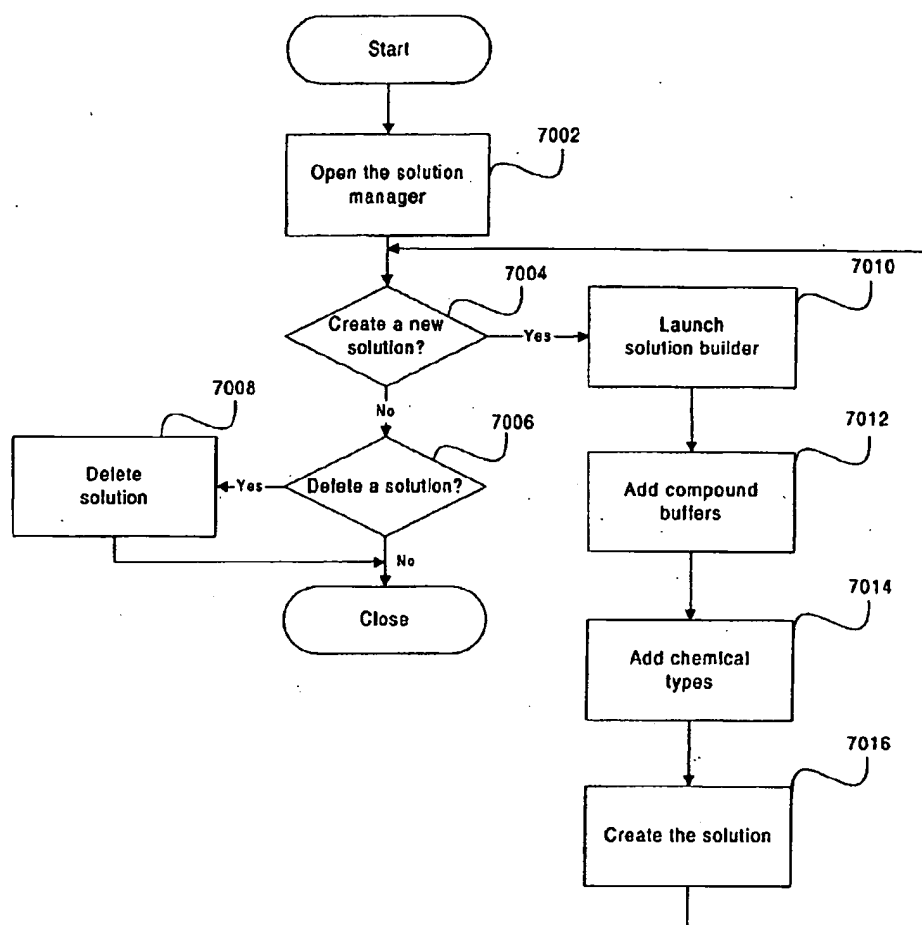 Start
7002
Open the solution
manager
7004
Create a new
solution?
Yes
7010
Launch
solution builder
No
7008
Delete
solution
7006
Delete a solution?
Yes
No
Close
7012
Add compound
buffers
7014
Add chemical
types
7016
Create the solution